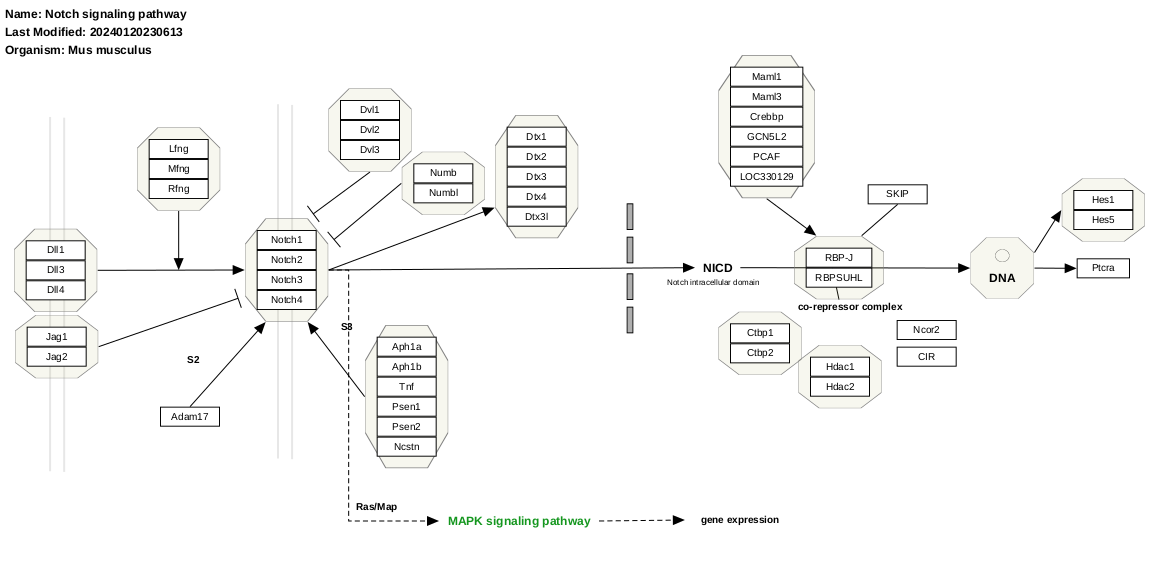 Name: Notch signaling pathway
Last Modified: 20240120230613
Organism: Mus musculus
Dll1
Dll3
Dll4
Jag1
Jag2
Lfng
Mfng
Rfng
Notch1
Notch2
Notch3
Notch4
S2
Adam17
Dvl1
Dvl2
Dvl3
Numb
Numbl
Dtx1
Dtx2
Dtx3
Dtx4
Dtx3l
S3
Aph1a
Aph1b
Tnf
Psen1
Psen2
Ncstn
Ras/Map
MAPK signaling pathway
gene expression
NICD
Notch intracellular domain
Maml1
Maml3
Crebbp
GCN5L2
PCAF
LOC330129
SKIP
RBP-J
RBPSUHL
co-repressor complexy
Ctbp1
Ctbp2
Hdac1
Hdac2
Ncor2
CIR
DNA
Hes1
Hes5
Ptcra